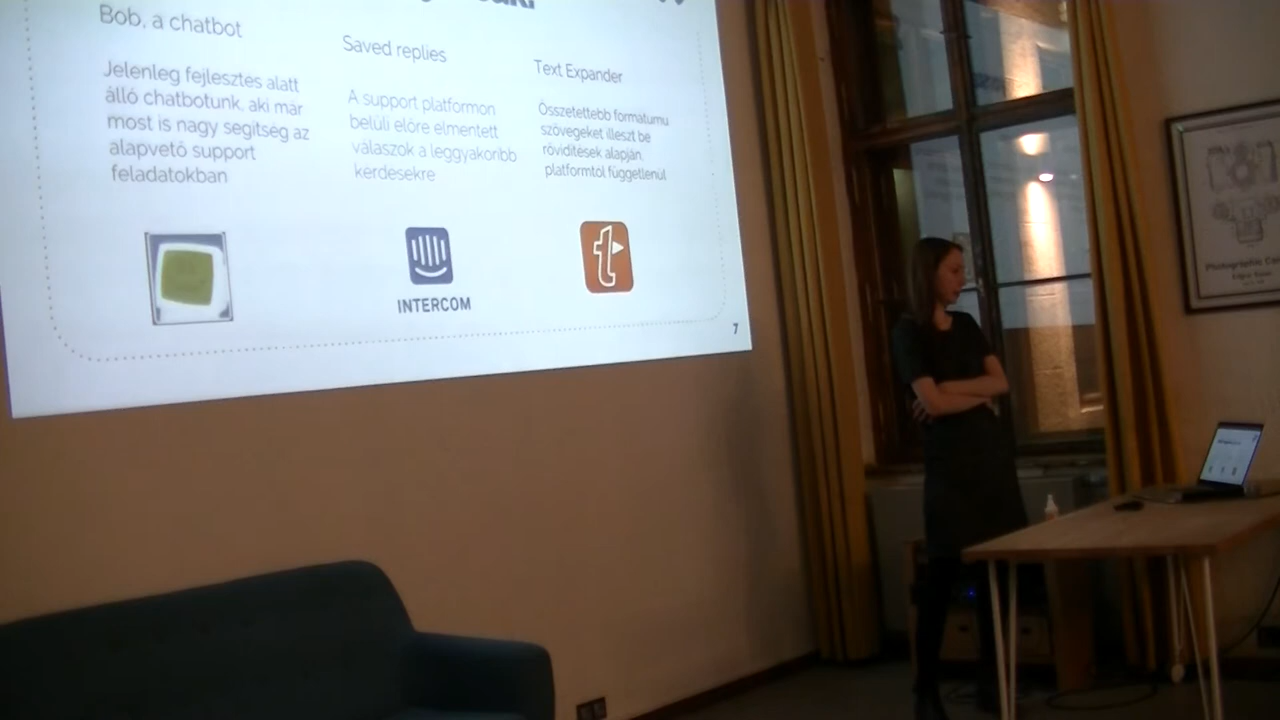 Bob, a chatbot
Jelenleg fejlesztés alatt
álló chatbotunk, aki már
most is nagy segítség az
alapvető support
feladatokban
Saved replies
A support platformon
belüli előre elmentett
válaszok a leggyakoribb
kérdésekre
INTERCOM
Text Expander
Összetettebb formátumú
szövegeket illeszt be
rövidítések alapján,
platformtól függetlenül
t
7